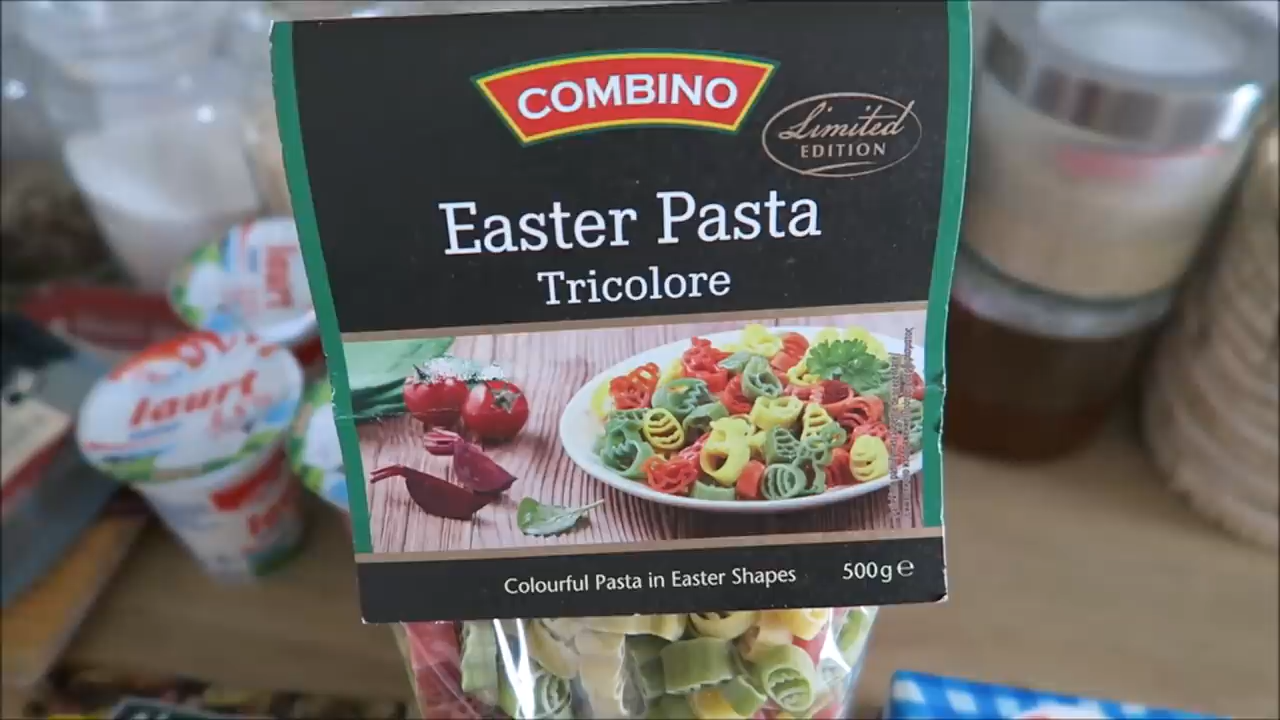 COMBINO
Limited
EDITION
Easter Pasta
Tricolore
Colourful Pasta in Easter Shapes
500g e